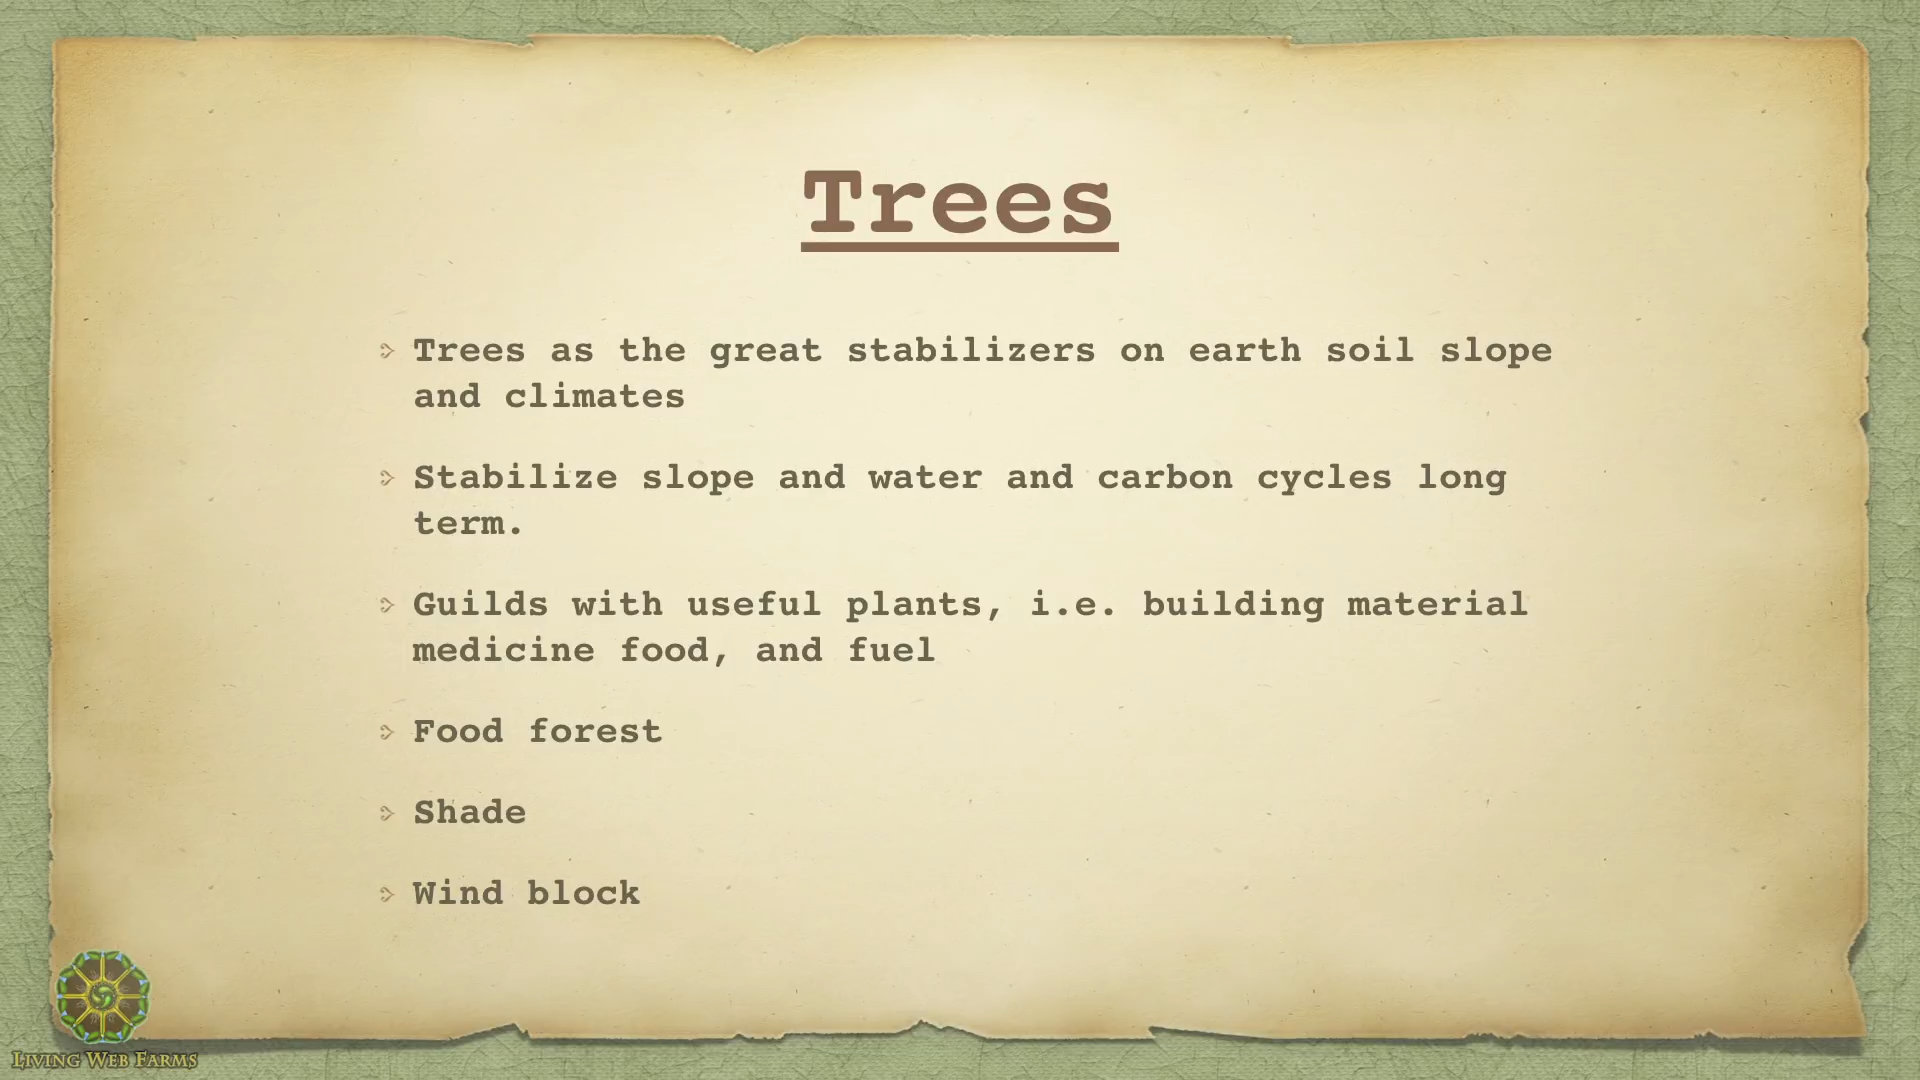 Trees
Trees as the great stabilizers on earth soil slope
and climates
Stabilize slope and water and carbon cycles long
term.
Guilds with useful plants, i.e. building material
medicine food, and fuel
Food forest
Shade
Wind block
Living Web Farms